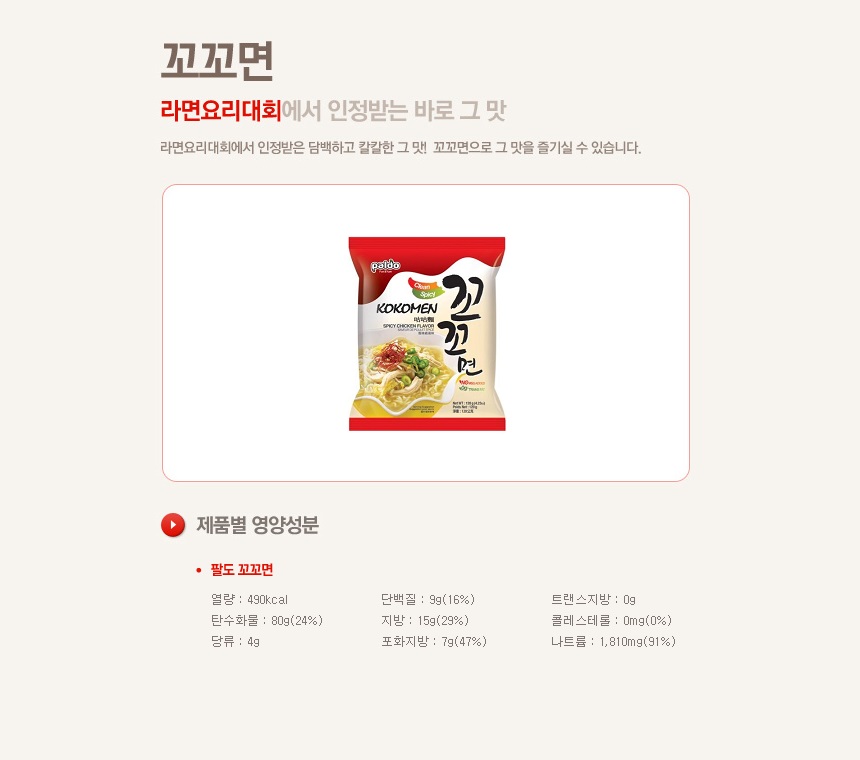 꼬꼬면
라면요리대회에서 인정받는 바로 그 맛
라면요리대회에서 인정받은 담백하고 칼칼한 그 맛! 꼬꼬면으로 그 맛을 즐기실 수 있습니다.
paldo
Clean
Spicy
꼬꼬면
KOKOMEN
SPICY CHICKEN FLAVOR
제품별 영양성분
• 팔도 꼬꼬면
열량 : 490kcal 단백질 : 9g(16%) 트랜스지방 : 0g
탄수화물 : 80g(24%) 지방 : 15g(29%) 콜레스테롤 : 0mg(0%)
당류 : 4g 포화지방 : 7g(47%) 나트륨 : 1,810mg(91%)